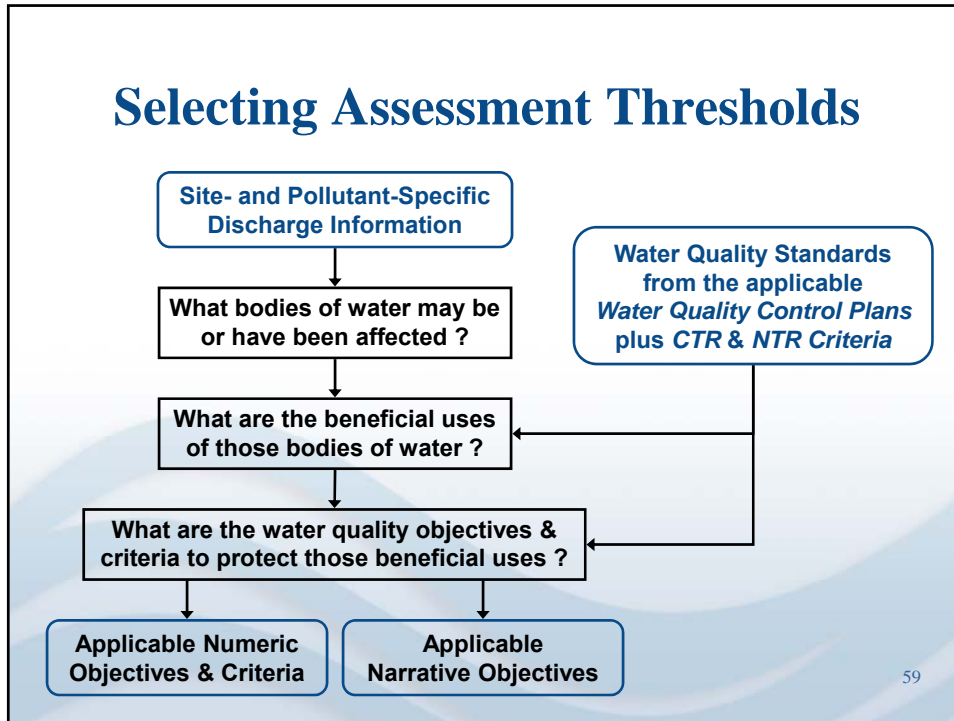 Selecting Assessment Thresholds
Site- and Pollutant-Specific
Discharge Information
Water Quality Standards
from the applicable
Water Quality Control Plans
plus CTR & NTR Criteria
What bodies of water may be
or have been affected ?
What are the beneficial uses
of those bodies of water ?
What are the water quality objectives &
criteria to protect those beneficial uses ?
Applicable Numeric
Objectives & Criteria
Applicable
Narrative Objectives
59